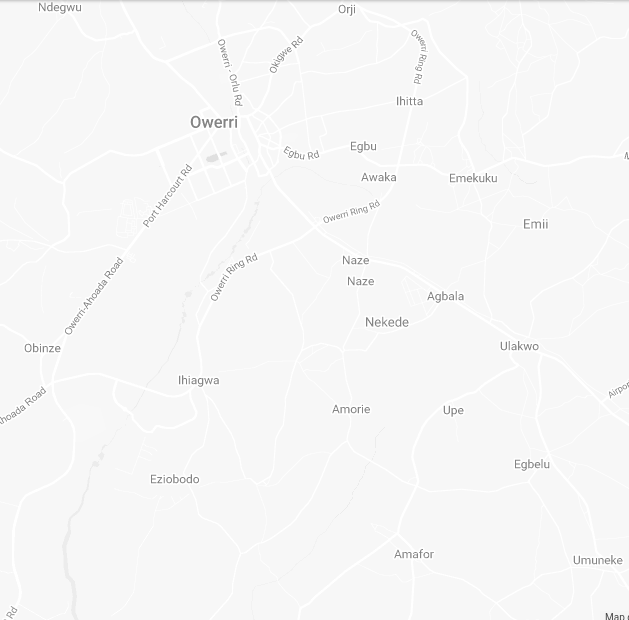 Ndegwu
Orji
Owerri - Orlu Rd
Okigwe Rd
Owerri Ring Rd
Ihitta
Owerri
Egbu
Egbu Rd
Awaka
Emekuku
Port Harcourt Rd
Owerri Ring Rd
Emii
Naze
Owerri Ring Rd
Naze
Owerri-Ahoada Road
Agbala
Nekede
Obinze
Ulakwo
Ihiagwa
Ahoada Road
Amorie
Upe
Egbelu
Eziobodo
Amafor
Umuneke
Rd
Map